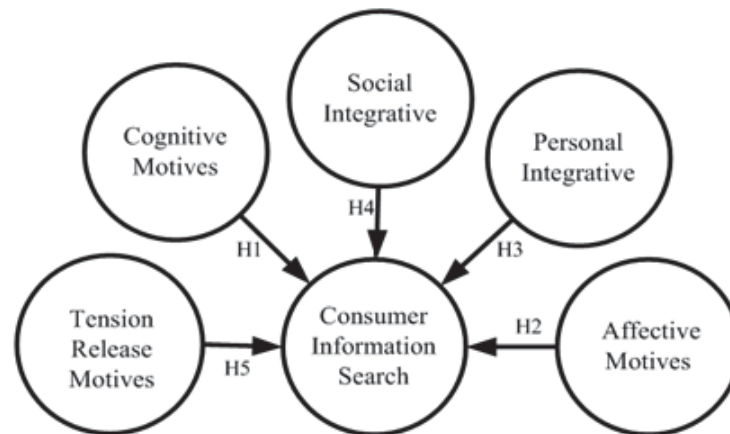 Social
Integrative
Cognitive
Motives
Personal
Integrative
H4
H1
H3
Tension
Release
Motives
H5
Consumer
Information
Search
H2
Affective
Motives